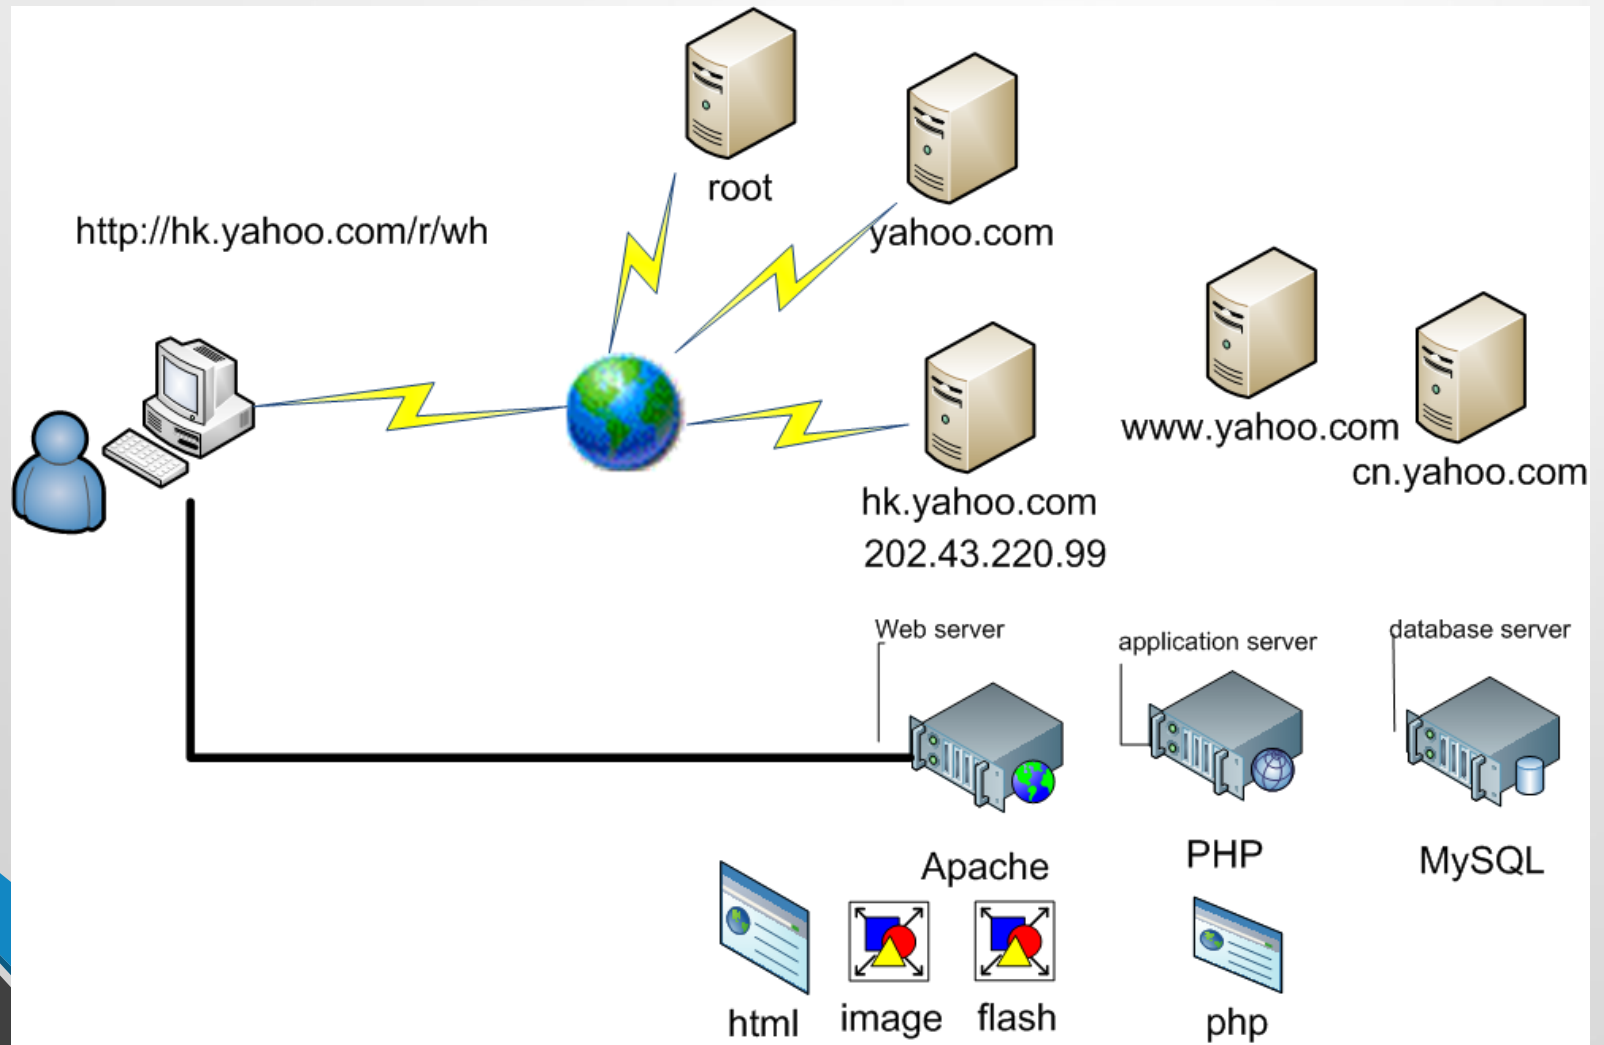 root
yahoo.com
http://hk.yahoo.com/r/wh
www.yahoo.com
cn.yahoo.com
hk.yahoo.com
202.43.220.99
Web server
application server
database server
Apache
PHP
MySQL
html
image
flash
php